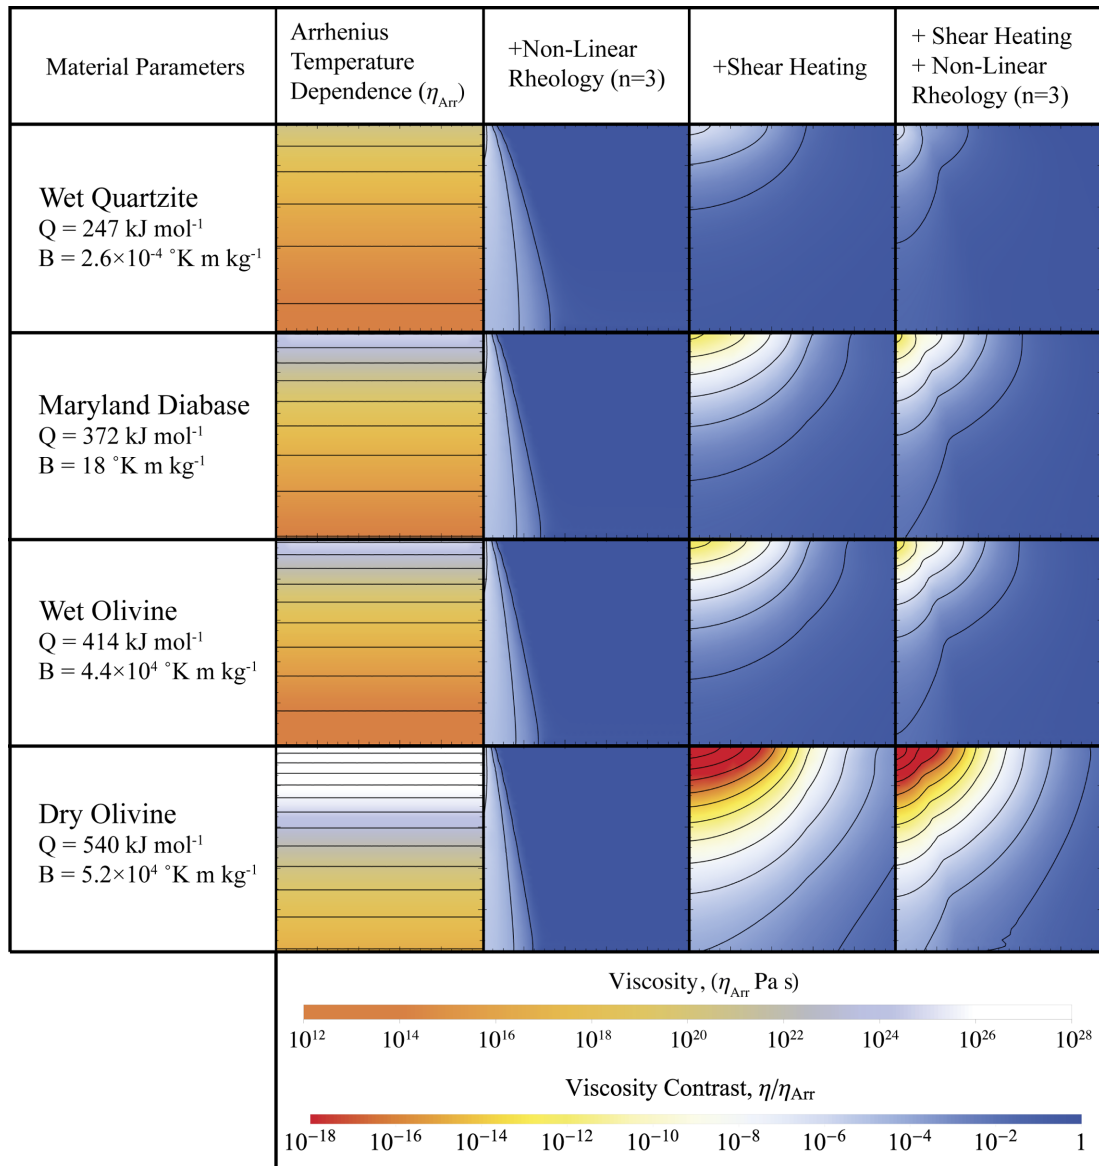 Material Parameters
Arrhenius
Temperature
Dependence (η_Arr)
+Non-Linear
Rheology (n=3)
+Shear Heating
+ Shear Heating
+ Non-Linear
Rheology (n=3)
Wet Quartzite
Q = 247 kJ mol⁻¹
B = 2.6×10⁻⁴ °K m kg⁻¹
Maryland Diabase
Q = 372 kJ mol⁻¹
B = 18 °K m kg⁻¹
Wet Olivine
Q = 414 kJ mol⁻¹
B = 4.4×10⁴ °K m kg⁻¹
Dry Olivine
Q = 540 kJ mol⁻¹
B = 5.2×10⁴ °K m kg⁻¹
Viscosity, (η_Arr Pa s)
10¹² 10¹⁴ 10¹⁶ 10¹⁸ 10²⁰ 10²² 10²⁴ 10²⁶ 10²⁸
Viscosity Contrast, η/η_Arr
10⁻¹⁸ 10⁻¹⁶ 10⁻¹⁴ 10⁻¹² 10⁻¹⁰ 10⁻⁸ 10⁻⁶ 10⁻⁴ 10⁻² 1